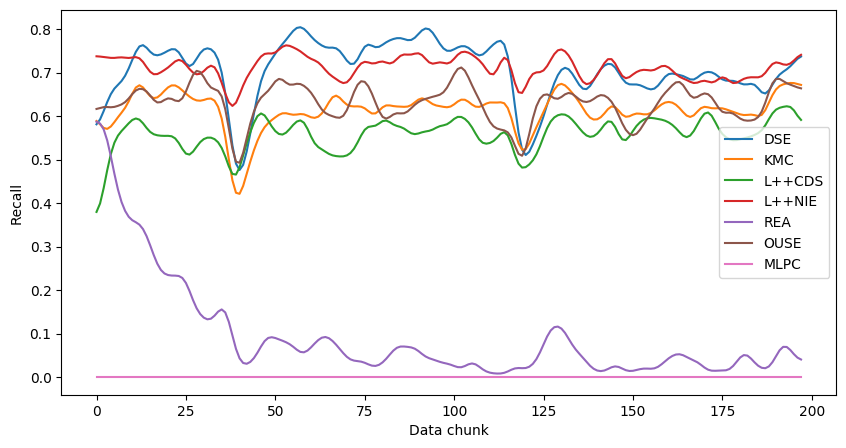 Recall
0.8
0.7
0.6
0.5
0.4
0.3
0.2
0.1
0.0
DSE
KMC
L++CDS
L++NIE
REA
OUSE
MLPC
0 25 50 75 100 125 150 175 200
Data chunk